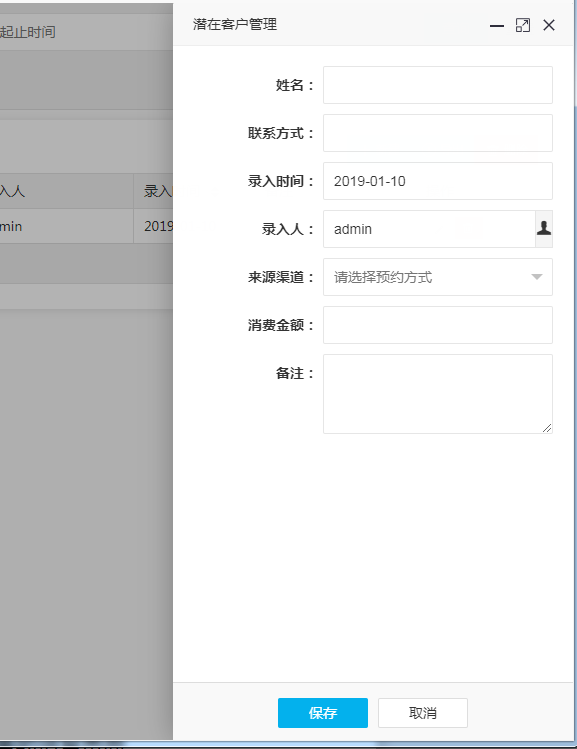 潜在客户管理
起止时间
姓名：
联系方式：
录入时间： 2019-01-10
入人 录入
录入人： admin
min 2019
来源渠道： 请选择预约方式
消费金额：
备注：
保存 取消